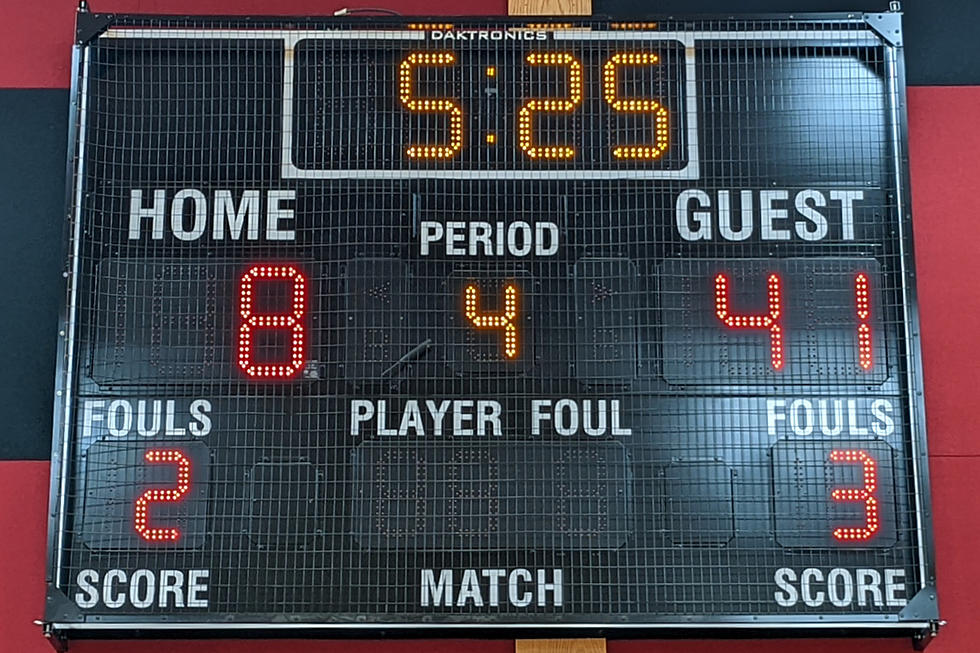 DAKTRONICS
5:25
HOME PERIOD GUEST
8 4 41
FOULS PLAYER FOUL FOULS
2 3
SCORE MATCH SCORE